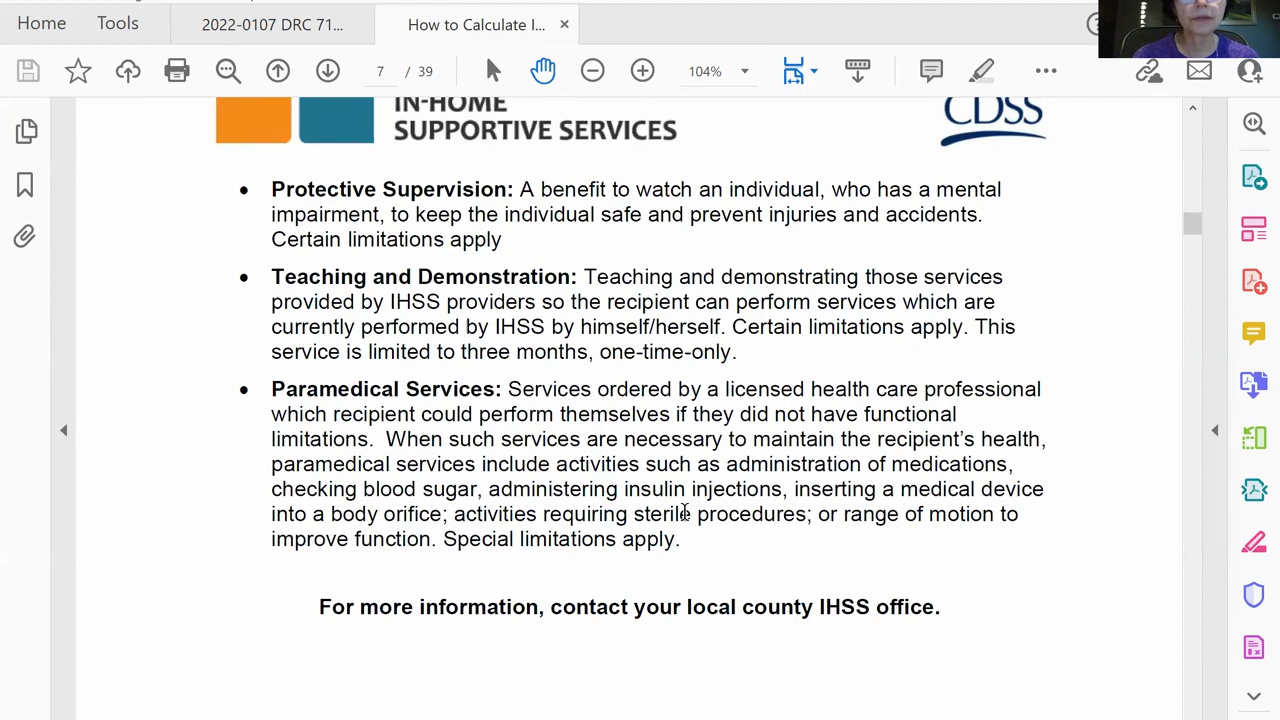 Home
Tools
2022-0107 DRC 71...
How to Calculate I...
7 / 39
104%
IN-HOME
SUPPORTIVE SERVICES
CDSS
• Protective Supervision: A benefit to watch an individual, who has a mental
impairment, to keep the individual safe and prevent injuries and accidents.
Certain limitations apply
• Teaching and Demonstration: Teaching and demonstrating those services
provided by IHSS providers so the recipient can perform services which are
currently performed by IHSS by himself/herself. Certain limitations apply. This
service is limited to three months, one-time-only.
• Paramedical Services: Services ordered by a licensed health care professional
which recipient could perform themselves if they did not have functional
limitations.  When such services are necessary to maintain the recipient's health,
paramedical services include activities such as administration of medications,
checking blood sugar, administering insulin injections, inserting a medical device
into a body orifice; activities requiring sterile procedures; or range of motion to
improve function. Special limitations apply.
For more information, contact your local county IHSS office.